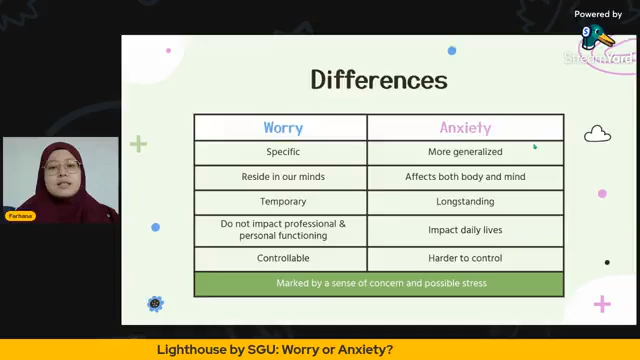 Powered by
StreamYard
Differences
Worry
Anxiety
Specific
More generalized
Reside in our minds
Affects both body and mind
Temporary
Longstanding
Do not impact professional &
personal functioning
Impact daily lives
Controllable
Harder to control
Marked by a sense of concern and possible stress
Farhana
Lighthouse by SGU: Worry or Anxiety?